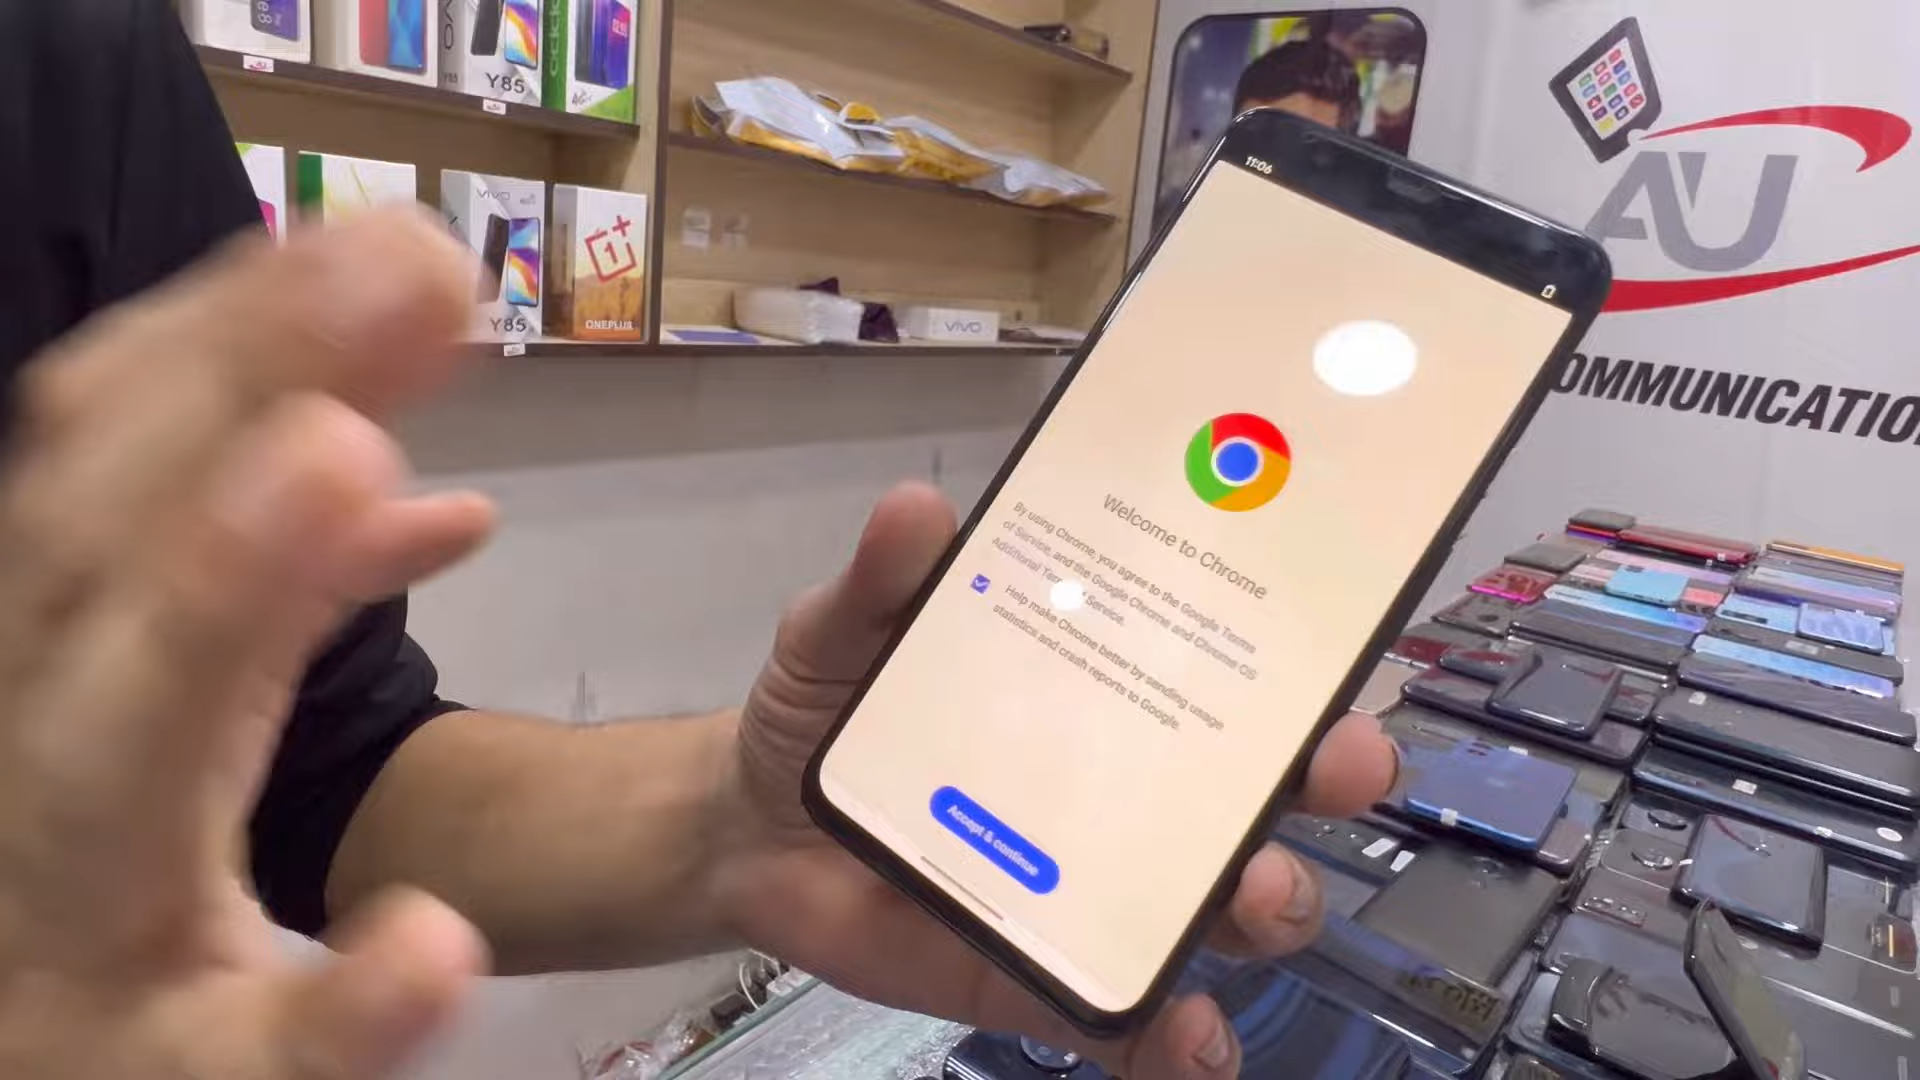 Y85
vivo
Y85
ONEPLUS
vivo
AU
OMMUNICATIO
11:06
Welcome to Chrome
By using Chrome, you agree to the Google Terms
of Service, and the Google Chrome and Chrome OS
Additional Terms of Service.
Help make Chrome better by sending usage
statistics and crash reports to Google.
Accept & continue